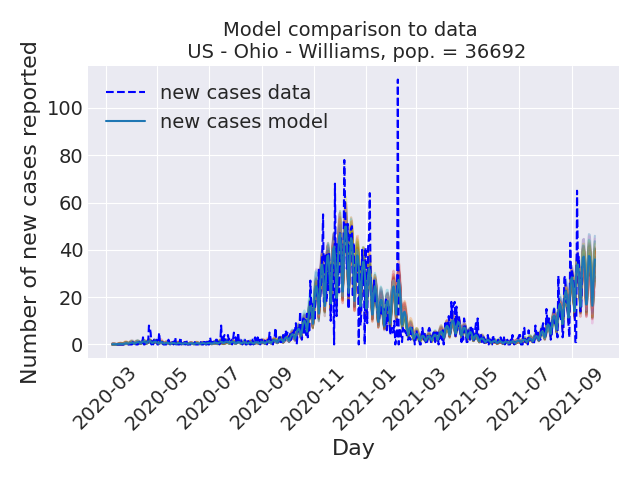 Model comparison to data
US - Ohio - Williams, pop. = 36692
Number of new cases reported
100
80
60
40
20
0
new cases data
new cases model
2020-03
2020-05
2020-07
2020-09
2020-11
2021-01
2021-03
2021-05
2021-07
2021-09
Day